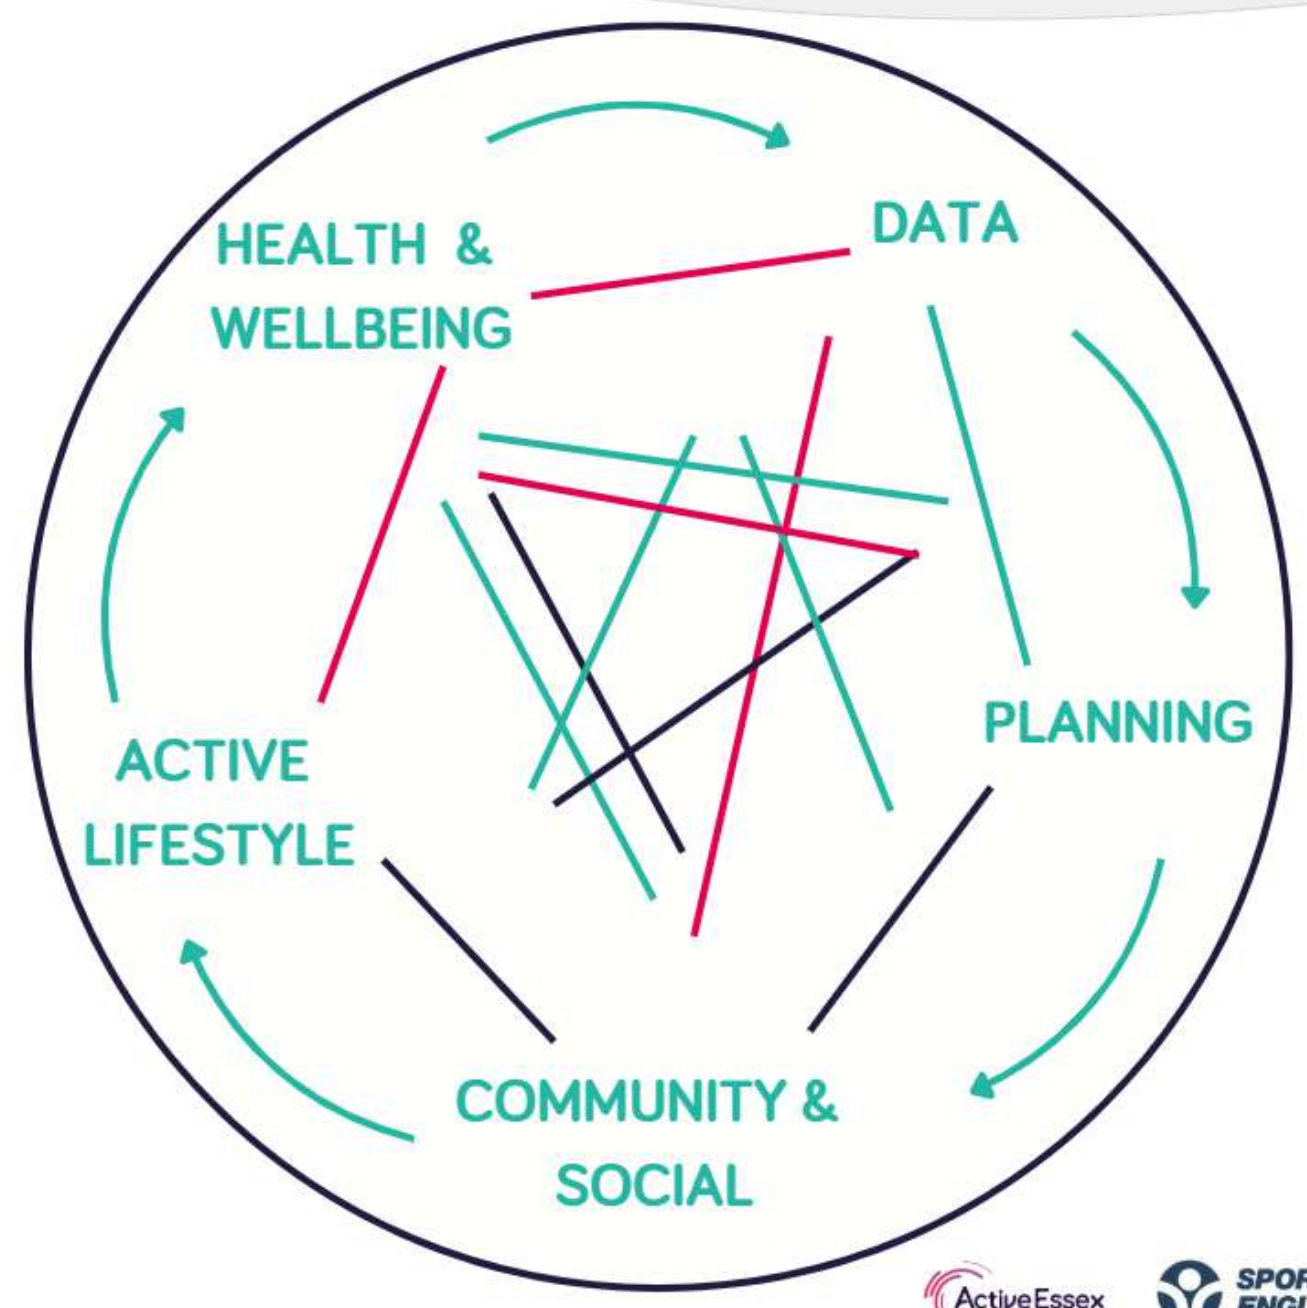 HEALTH &
WELLBEING
DATA
PLANNING
ACTIVE
LIFESTYLE
COMMUNITY &
SOCIAL
ActiveEssex